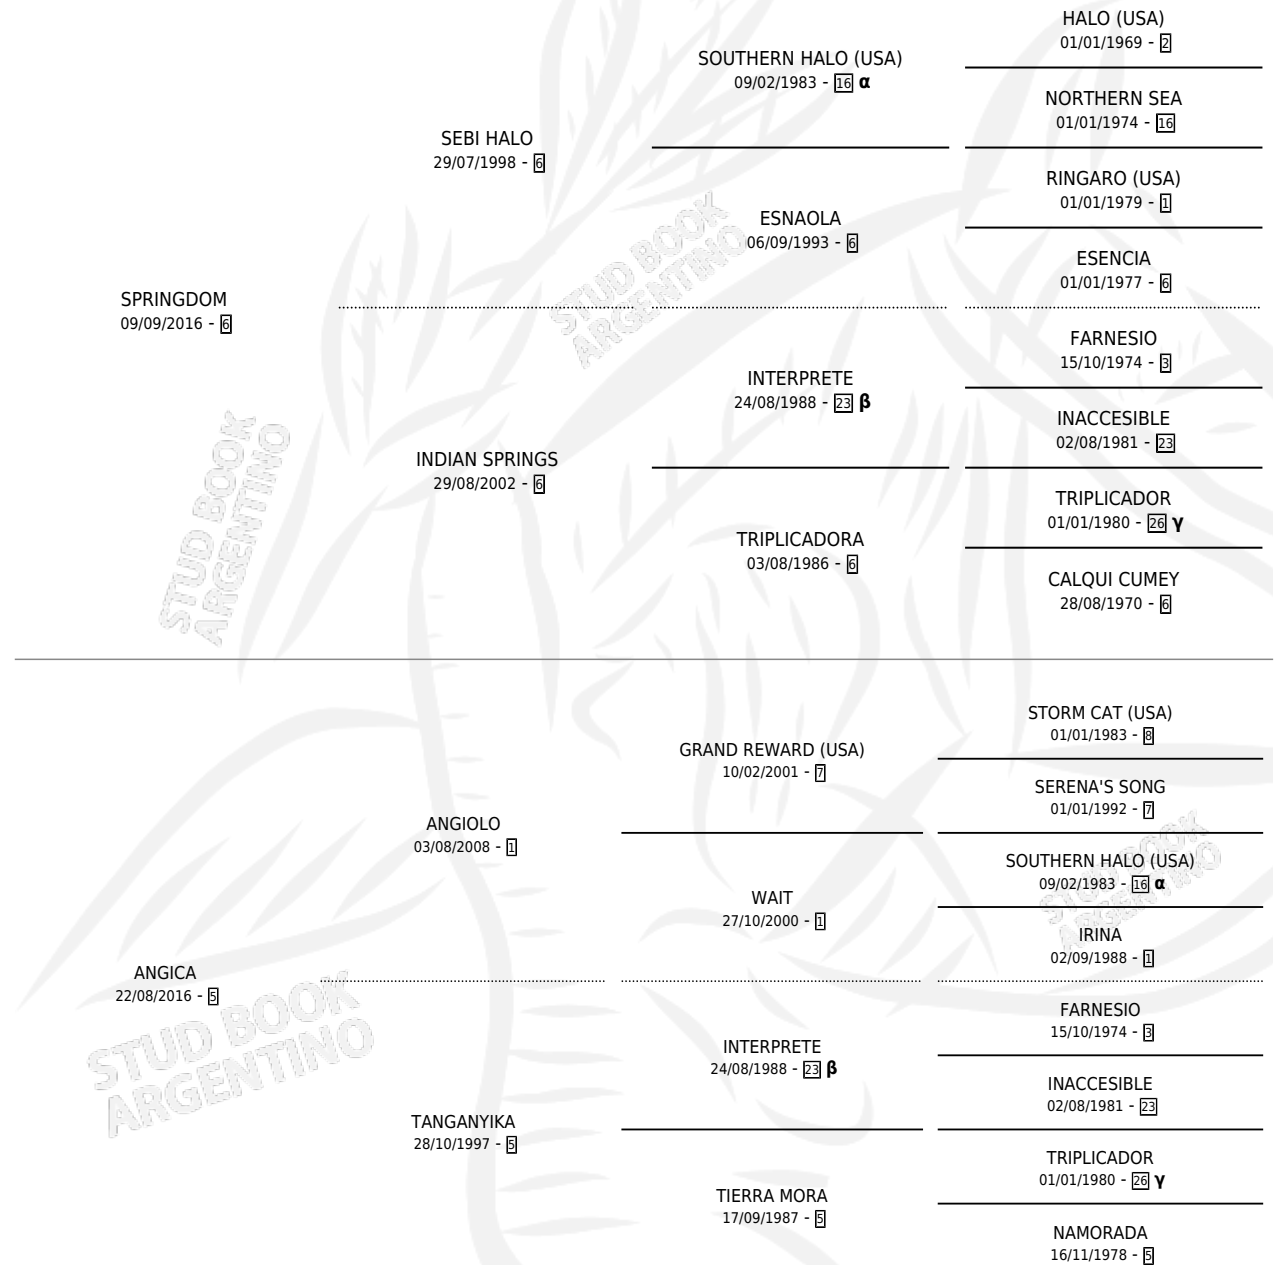 HALO (USA)
01/01/1969 - 2
SOUTHERN HALO (USA)
09/02/1983 - 16 α
NORTHERN SEA
01/01/1974 - 16
SEBI HALO
29/07/1998 - 6
RINGARO (USA)
01/01/1979 - 1
ESNAOLA
06/09/1993 - 6
ESENCIA
01/01/1977 - 6
SPRINGDOM
09/09/2016 - 6
FARNESIO
15/10/1974 - 3
INTERPRETE
24/08/1988 - 23 β
INACCESIBLE
02/08/1981 - 23
INDIAN SPRINGS
29/08/2002 - 6
TRIPLICADOR
01/01/1980 - 26 γ
TRIPLICADORA
03/08/1986 - 6
CALQUI CUMEY
28/08/1970 - 6
STUD BOOK
ARGENTINO
STUD BOOK
ARGENTINO
STORM CAT (USA)
01/01/1983 - 8
GRAND REWARD (USA)
10/02/2001 - 7
SERENA'S SONG
01/01/1992 - 7
ANGIOLO
03/08/2008 - 1
SOUTHERN HALO (USA)
09/02/1983 - 16 α
WAIT
27/10/2000 - 1
IRINA
02/09/1988 - 1
ANGICA
22/08/2016 - 5
FARNESIO
15/10/1974 - 3
INTERPRETE
24/08/1988 - 23 β
INACCESIBLE
02/08/1981 - 23
TANGANYIKA
28/10/1997 - 5
TRIPLICADOR
01/01/1980 - 26 γ
TIERRA MORA
17/09/1987 - 5
NAMORADA
16/11/1978 - 5
STUD BOOK
ARGENTINO
STUD BOOK
ARGENTINO